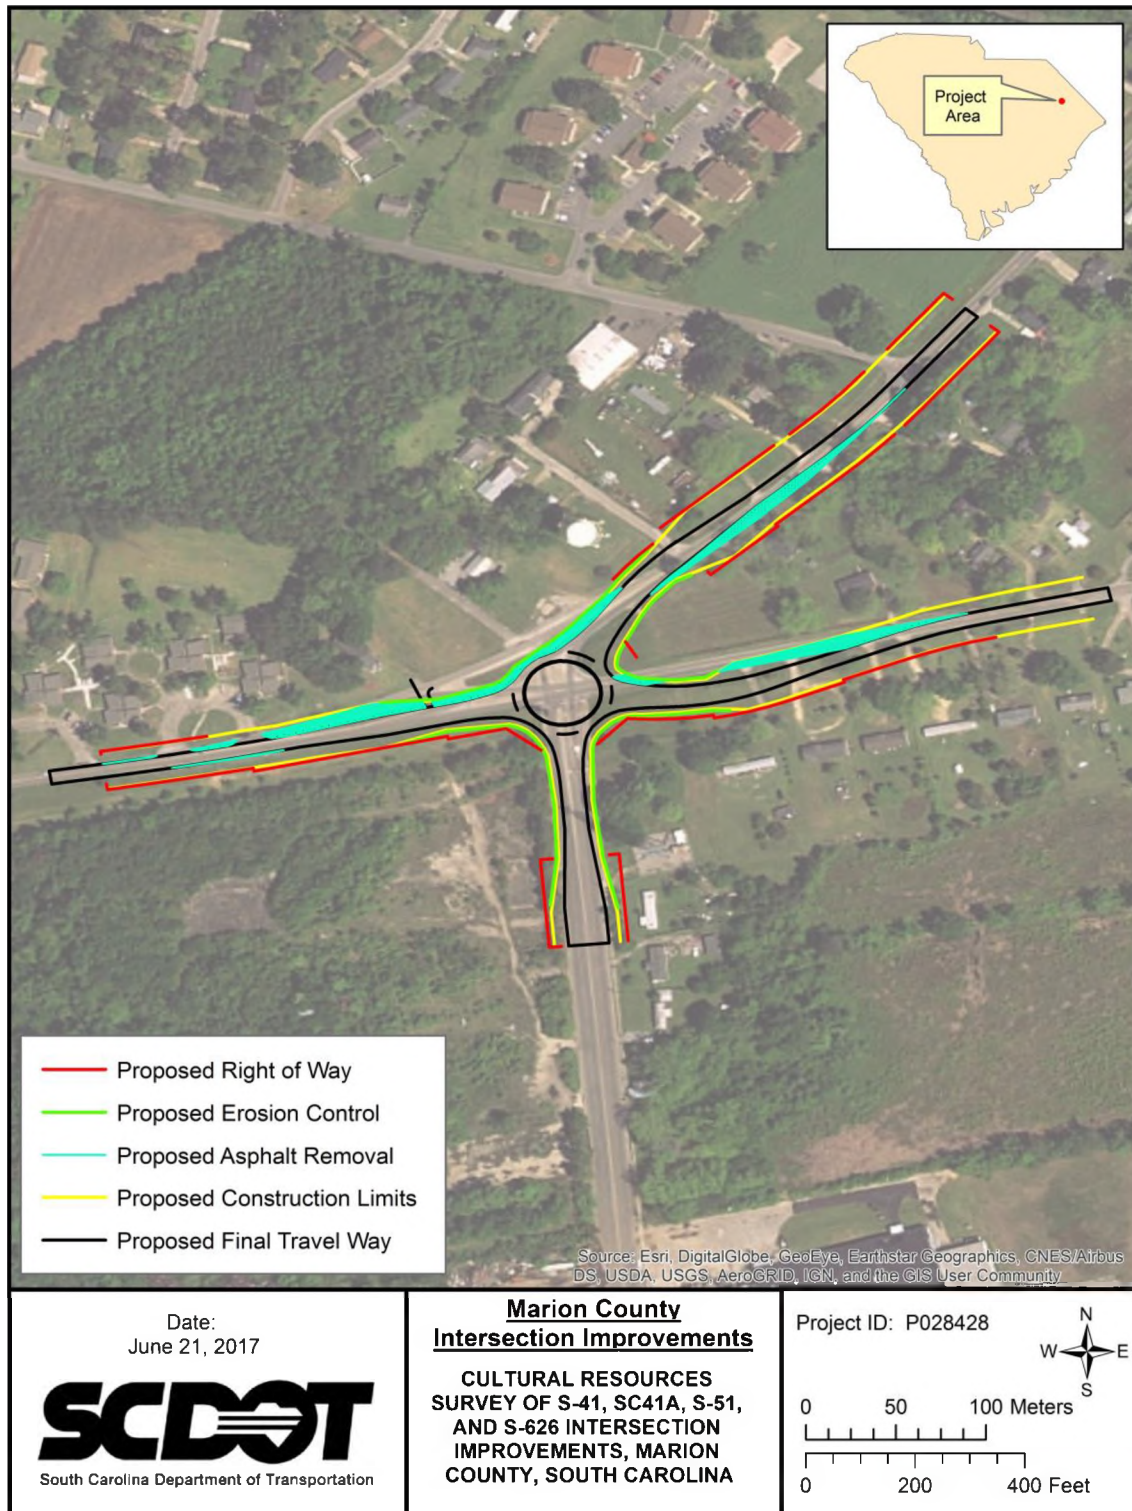 Project
Area
Proposed Right of Way
Proposed Erosion Control
Proposed Asphalt Removal
Proposed Construction Limits
Proposed Final Travel Way
Source: Esri, DigitalGlobe, GeoEye, Earthstar Geographics, CNES/Airbus
DS, USDA, USGS, AeroGRID, IGN, and the GIS User Community
Date:
June 21, 2017
SCDOT
South Carolina Department of Transportation
Marion County
Intersection Improvements
CULTURAL RESOURCES
SURVEY OF S-41, SC41A, S-51,
AND S-626 INTERSECTION
IMPROVEMENTS, MARION
COUNTY, SOUTH CAROLINA
Project ID: P028428
N
W E
S
0 50 100 Meters
0 200 400 Feet